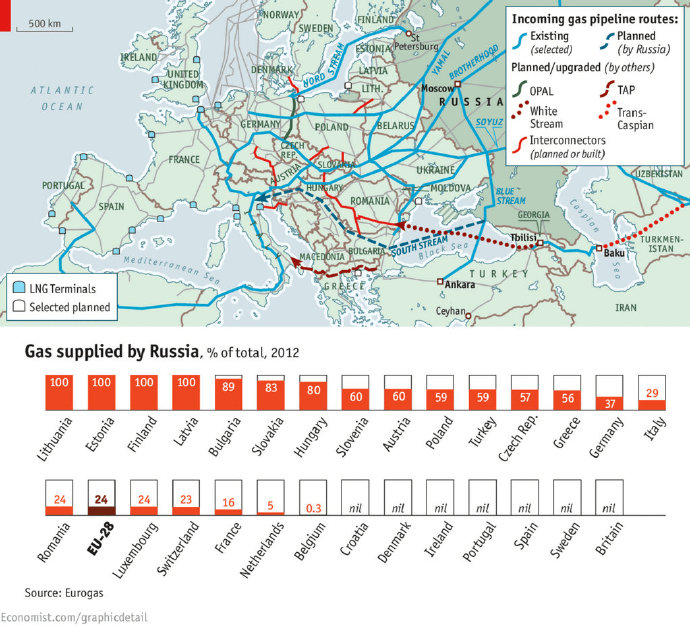 500 km
NORWAY
SWEDEN
FINLAND
St
Petersburg
ESTONIA
LATVIA
LITH.
NORD STREAM
YAMAL
BROTHERHOOD
IRELAND
UNITED
KINGDOM
DENMARK
Moscow
RUSSIA
ATLANTIC
OCEAN
GERMANY
POLAND
BELARUS
SOYUZ
CZECH
REP.
SLOVAKIA
UKRAINE
FRANCE
AUSTRIA
HUNGARY
MOLDOVA
ROMANIA
BLUE
STREAM
PORTUGAL
SPAIN
ITALY
SOUTH STREAM
BULGARIA
Black Sea
MACEDONIA
GREECE
GEORGIA
Tbilisi
Caspian
Sea
Baku
UZBEKISTAN
TURKMEN-
ISTAN
Mediterranean Sea
TURKEY
Ankara
Ceyhan
IRAN
Incoming gas pipeline routes:
Existing
(selected)
Planned
(by Russia)
Planned/upgraded (by others)
OPAL
TAP
White
Stream
Trans-
Caspian
Interconnectors
(planned or built)
LNG Terminals
Selected planned
Gas supplied by Russia, % of total, 2012
100 100 100 100 89 83 80 60 60 59 59 57 56 37 29
Lithuania Estonia Finland Latvia Bulgaria Slovakia Hungary Slovenia Austria Poland Turkey Czech Rep. Greece Germany Italy
24 24 24 23 16 5 0.3 nil nil nil nil nil nil nil
Romania EU-28 Luxembourg Switzerland France Netherlands Belgium Croatia Denmark Ireland Portugal Spain Sweden Britain
Source: Eurogas
Economist.com/graphicdetail